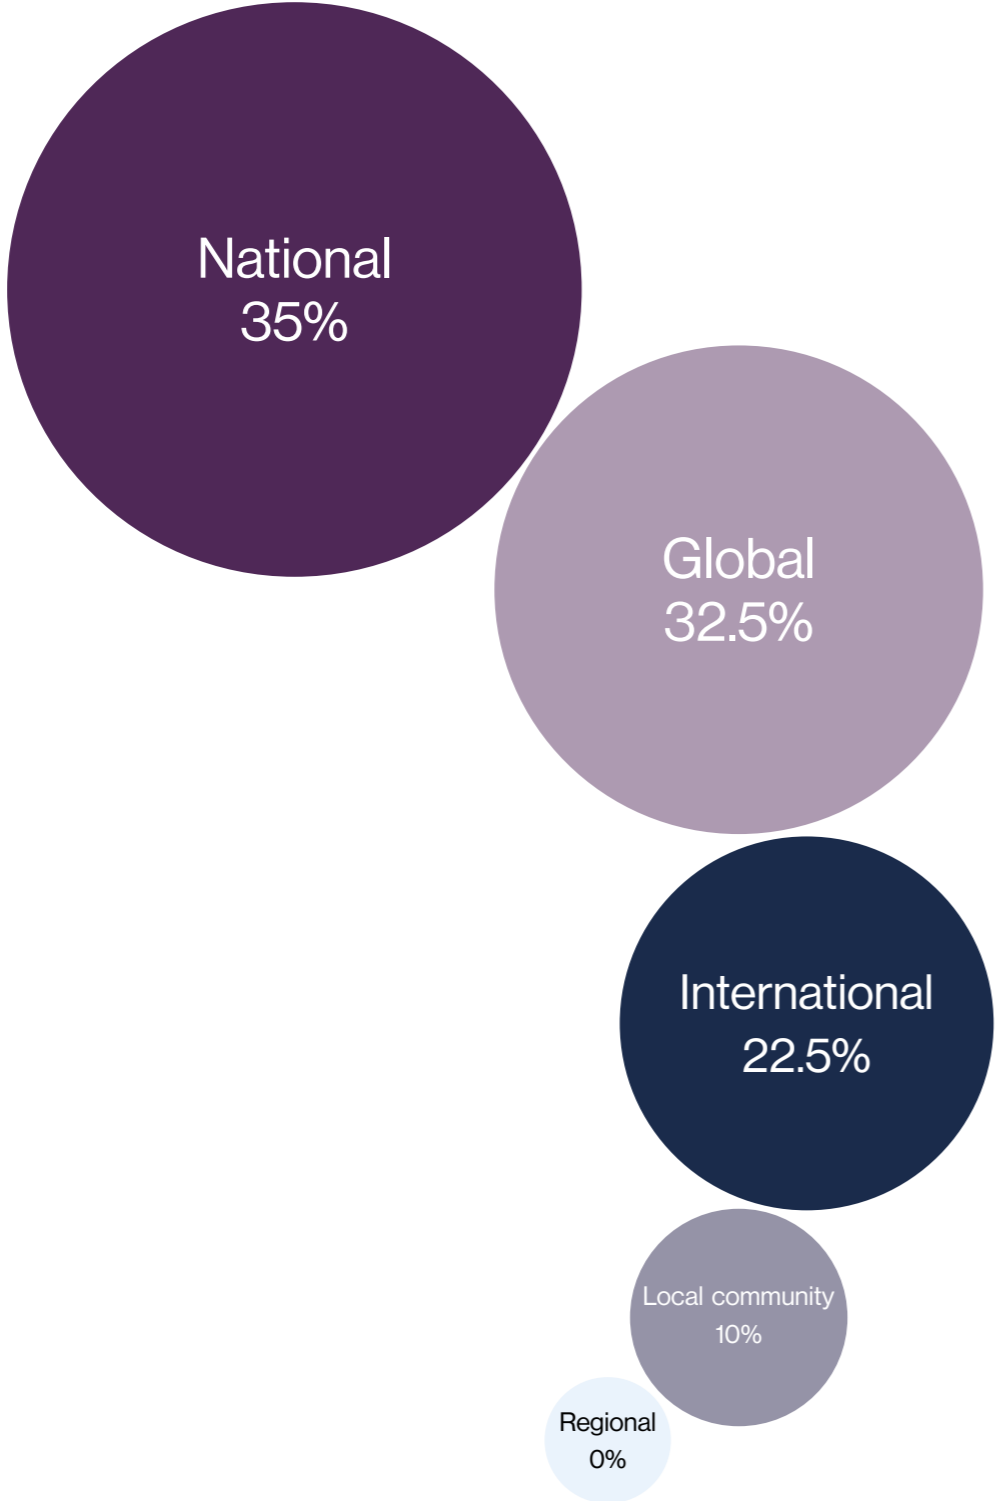 National
35%
Global
32.5%
International
22.5%
Local community
10%
Regional
0%